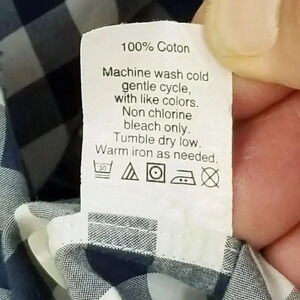 100% Coton
Machine wash cold
gentle cycle,
with like colors.
Non chlorine
bleach only.
Tumble dry low.
Warm iron as needed.
30